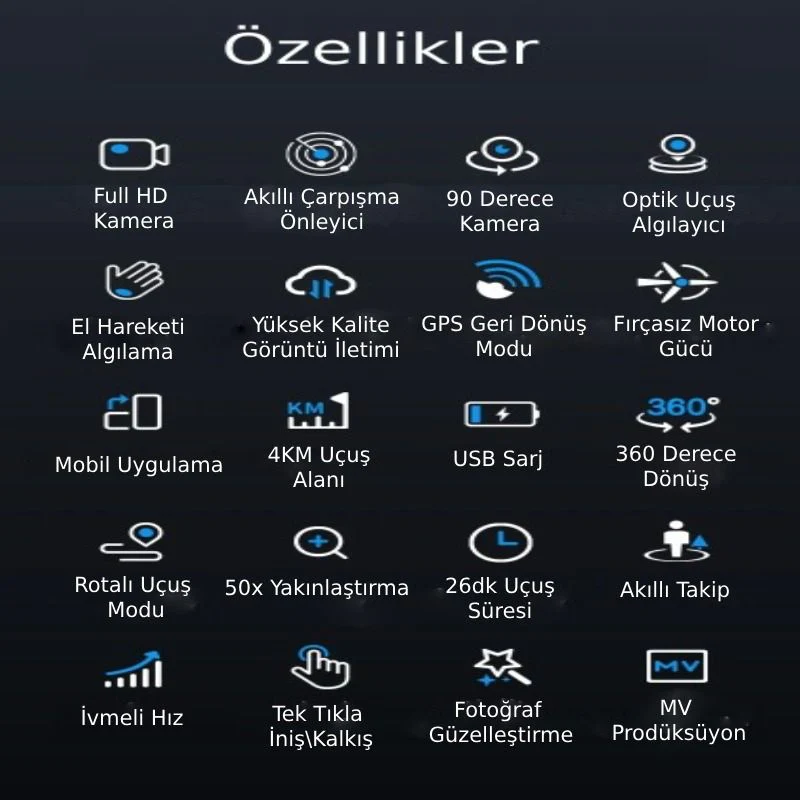 Özellikler
Full HD
Kamera
Akıllı Çarpışma
Önleyici
90 Derece
Kamera
Optik Uçuş
Algılayıcı
El Hareketi
Algılama
Yüksek Kalite
Görüntü İletimi
GPS Geri Dönüş
Modu
Fırçasız Motor
Gücü
Mobil Uygulama
KM
4KM Uçuş
Alanı
USB Sarj
360°
360 Derece
Dönüş
Rotalı Uçuş
Modu
50x Yakınlaştırma
26dk Uçuş
Süresi
Akıllı Takip
İvmeli Hız
Tek Tıkla
İniş\Kalkış
Fotoğraf
Güzelleştirme
MV
MV
Prodüksüyon